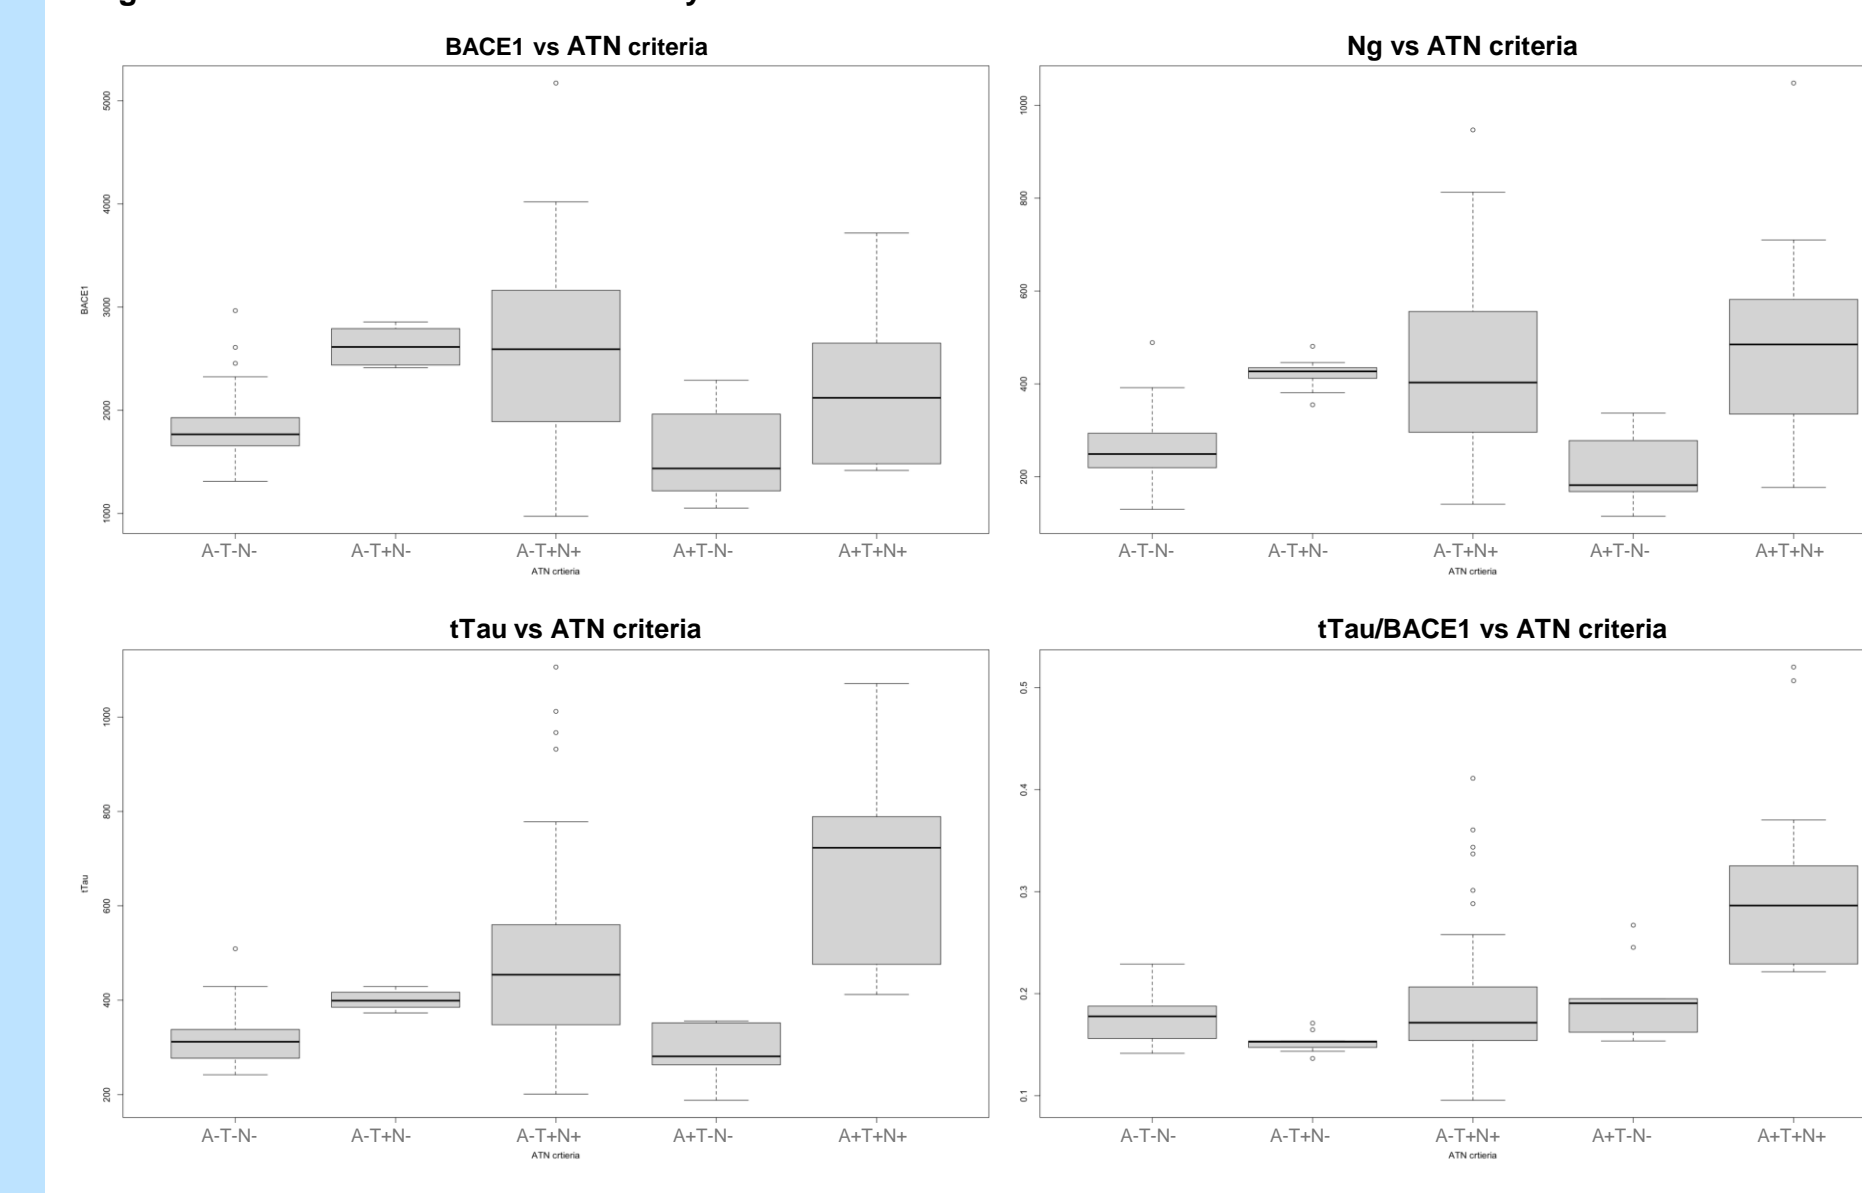 BACE1 vs ATN criteria
5000
4000
3000
2000
1000
BACE1
A-T-N- A-T+N- A-T+N+ A+T-N- A+T+N+
ATN crtieria
Ng vs ATN criteria
1000
800
600
400
200
A-T-N- A-T+N- A-T+N+ A+T-N- A+T+N+
ATN crtieria
tTau vs ATN criteria
1000
800
600
400
200
tTau
A-T-N- A-T+N- A-T+N+ A+T-N- A+T+N+
ATN crtieria
tTau/BACE1 vs ATN criteria
0.5
0.4
0.3
0.2
0.1
A-T-N- A-T+N- A-T+N+ A+T-N- A+T+N+
ATN crtieria